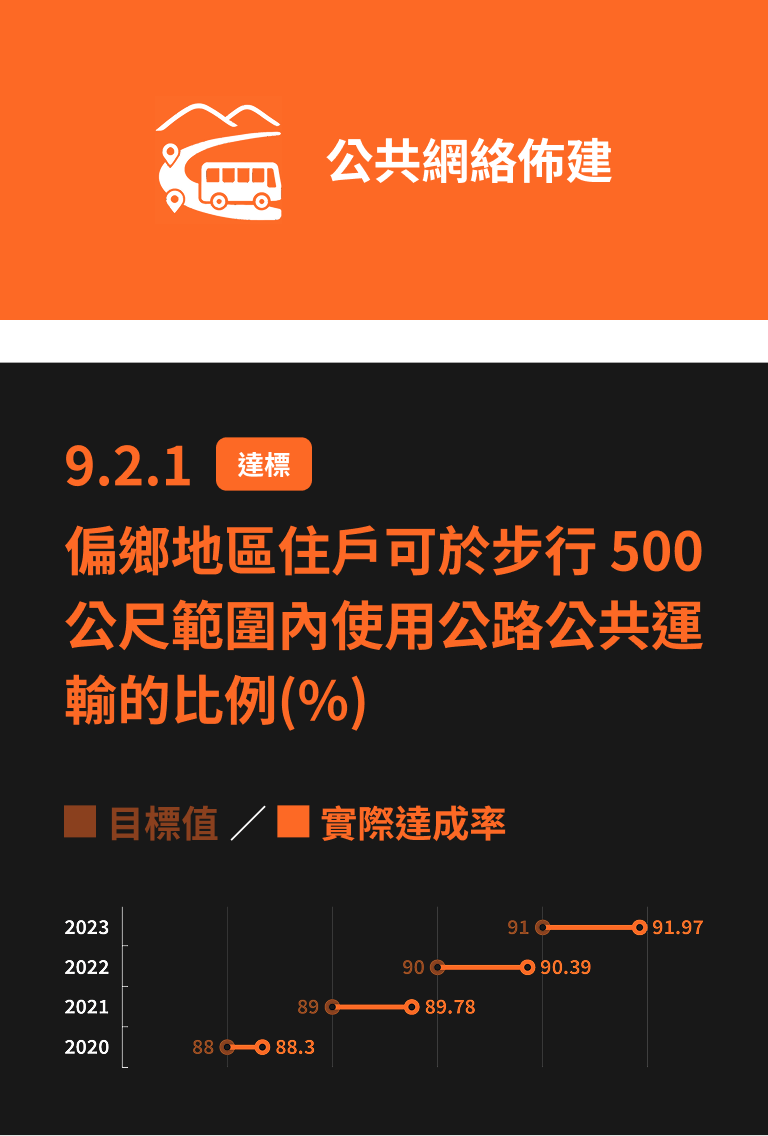 公共網絡佈建
9.2.1 達標
偏鄉地區住戶可於步行 500
公尺範圍內使用公路公共運
輸的比例(%)
目標值 ／ 實際達成率
2023 91 91.97
2022 90 90.39
2021 89 89.78
2020 88 88.3